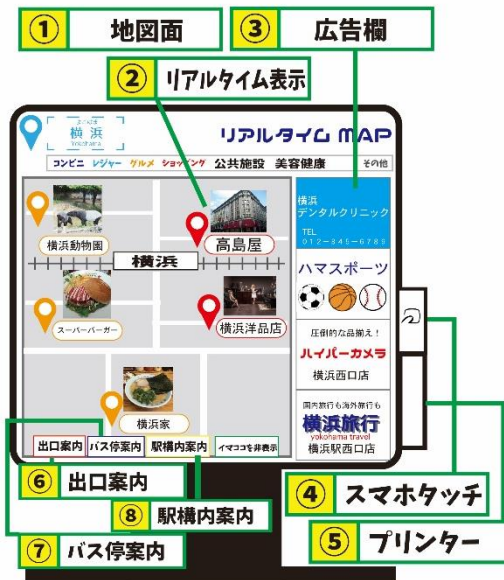 ① 地図面
③ 広告欄
② リアルタイム表示
横浜
Yokohama
リアルタイム MAP
コンビニ レジャー グルメ ショッピング 公共施設 美容健康 その他
横浜動物園
高島屋
横浜
スーパーバーガー
横浜洋品店
横浜家
出口案内
バス停案内
駅構内案内
イマココを非表示
横浜
デンタルクリニック
TEL
012-345-6789
ハマスポーツ
圧倒的な品揃え!
ハイパーカメラ
横浜西口店
国内旅行も海外旅行も
横浜旅行
yokohama travel
横浜駅西口店
④ スマホタッチ
⑤ プリンター
⑥ 出口案内
⑧ 駅構内案内
⑦ バス停案内